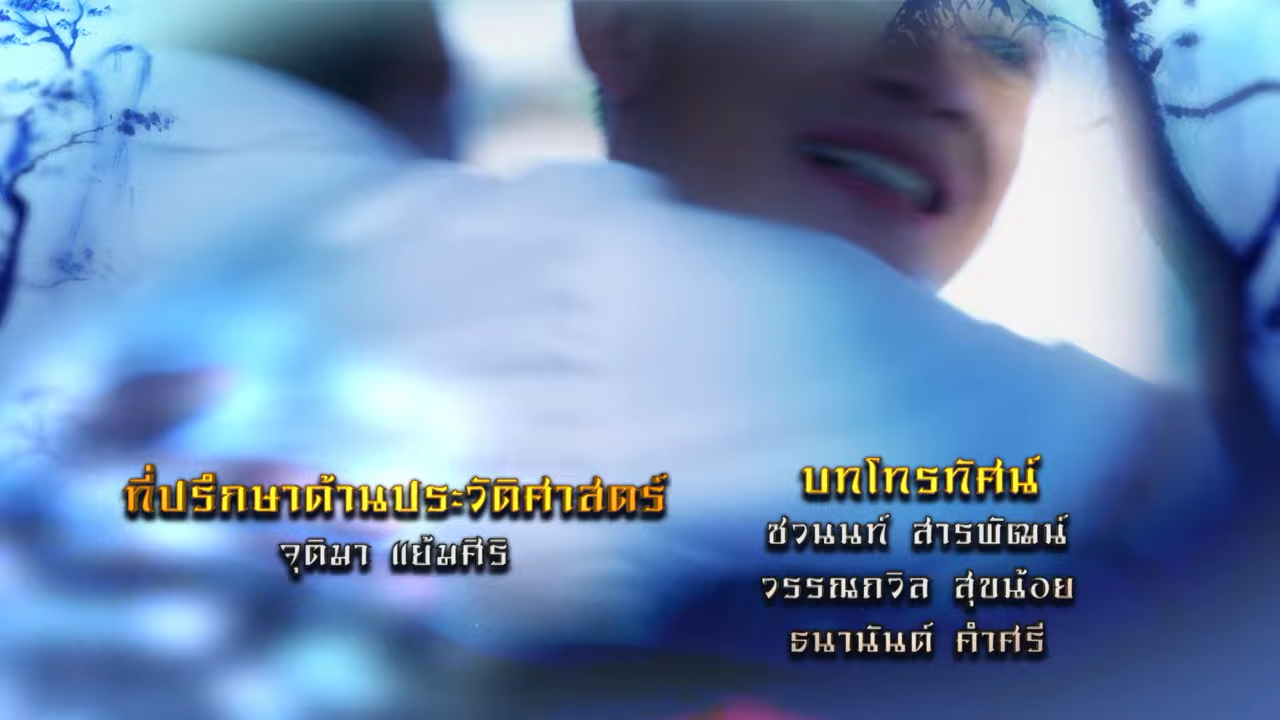 ที่ปรึกษาด้านประวัติศาสตร์
จุติมา แย้มศิริ
บทโทรทัศน์
ชวนนท์ สารพัฒน์
วรรณถวิล สุขน้อย
ธนานันต์ คำศรี